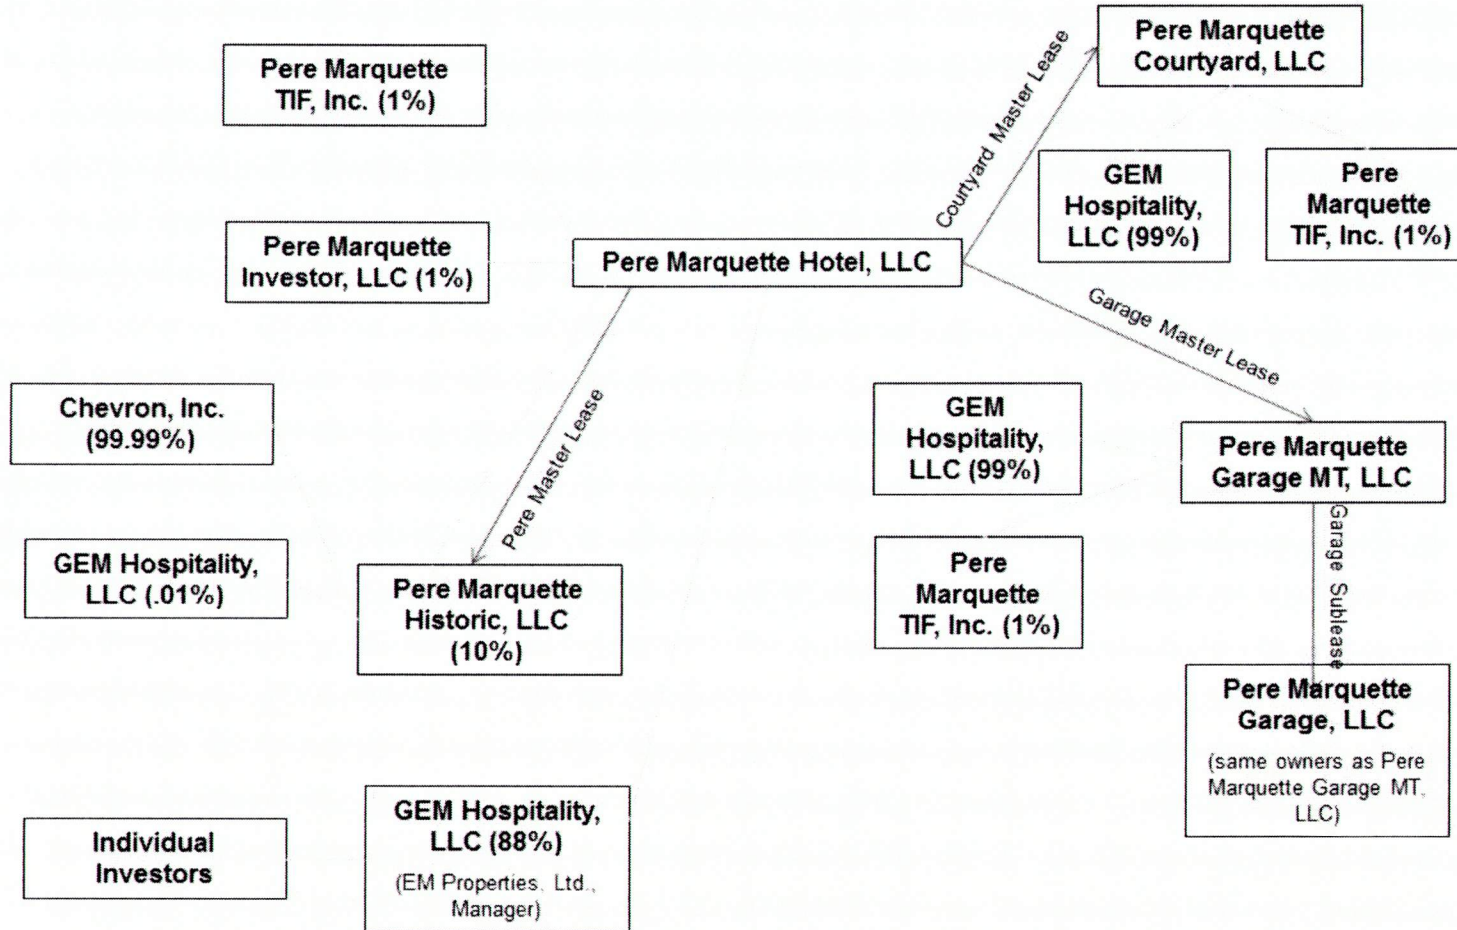 Pere Marquette
TIF, Inc. (1%)
Pere Marquette
Courtyard, LLC
Courtyard Master Lease
GEM
Hospitality,
LLC (99%)
Pere
Marquette
TIF, Inc. (1%)
Pere Marquette
Investor, LLC (1%)
Pere Marquette Hotel, LLC
Garage Master Lease
Pere Master Lease
Chevron, Inc.
(99.99%)
GEM
Hospitality,
LLC (99%)
Pere Marquette
Garage MT, LLC
Garage Sublease
GEM Hospitality,
LLC (.01%)
Pere Marquette
Historic, LLC
(10%)
Pere
Marquette
TIF, Inc. (1%)
Pere Marquette
Garage, LLC
(same owners as Pere
Marquette Garage MT,
LLC)
Individual
Investors
GEM Hospitality,
LLC (88%)
(EM Properties, Ltd.,
Manager)